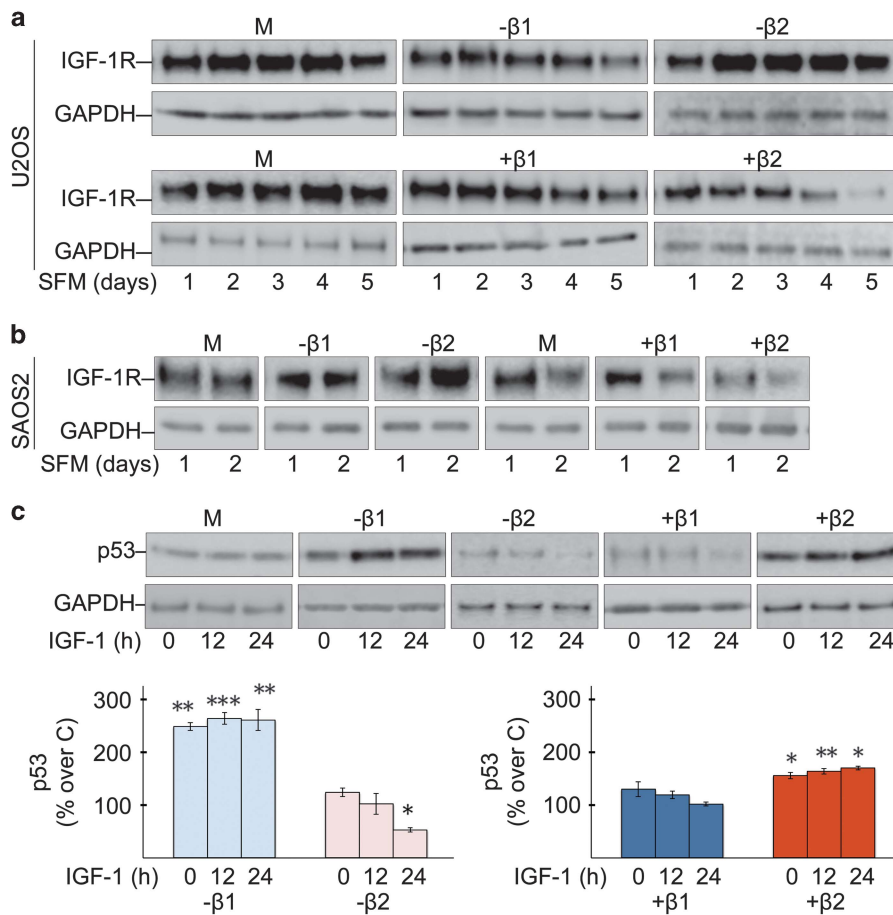 a
M -β1 -β2
IGF-1R
GAPDH
U2OS
M +β1 +β2
IGF-1R
GAPDH
SFM (days) 1 2 3 4 5 1 2 3 4 5 1 2 3 4 5
b
M -β1 -β2 M +β1 +β2
SAOS2
IGF-1R
GAPDH
SFM (days) 1 2 1 2 1 2 1 2 1 2 1 2
c
M -β1 -β2 +β1 +β2
p53
GAPDH
IGF-1 (h) 0 12 24 0 12 24 0 12 24 0 12 24 0 12 24
300 ** *** ** 300
p53
(% over C)
200 200 * ** *
100 * 100
p53
(% over C)
IGF-1 (h) 0 12 24 0 12 24 IGF-1 (h) 0 12 24 0 12 24
-β1 -β2 +β1 +β2